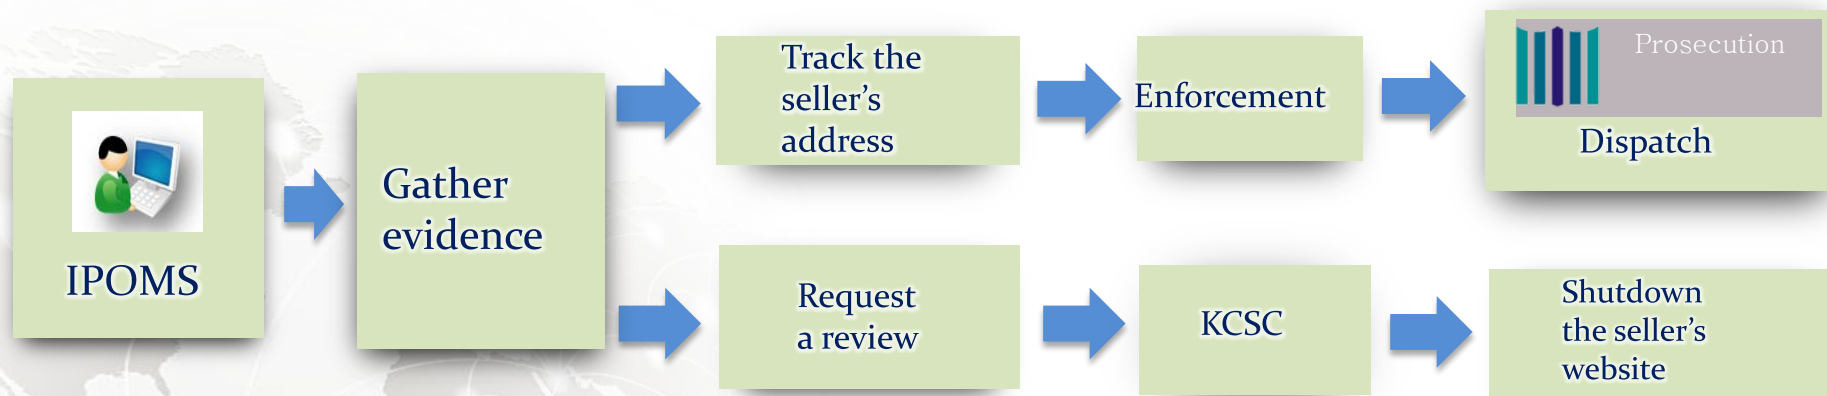 IPOMS
Gather
evidence
Track the
seller's
address
Enforcement
Prosecution
Dispatch
Request
a review
KCSC
Shutdown
the seller's
website